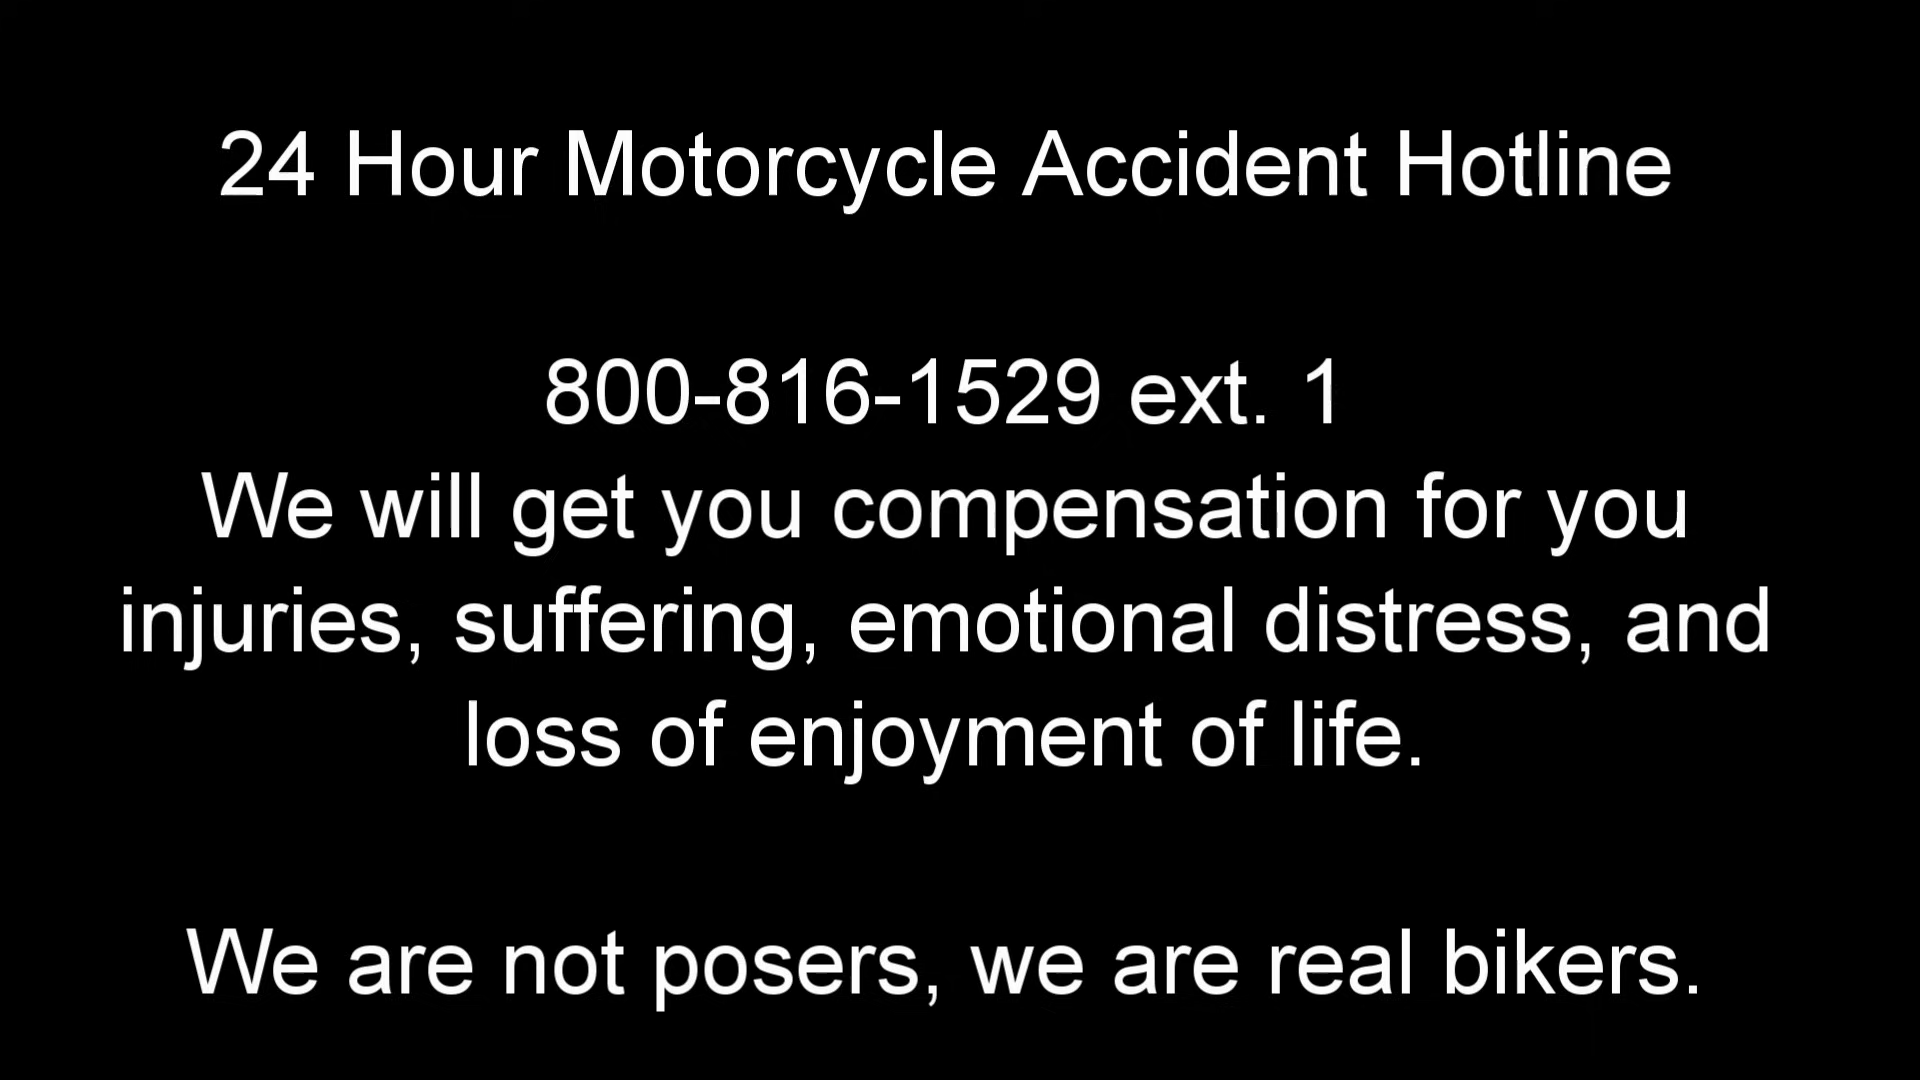 24 Hour Motorcycle Accident Hotline
800-816-1529 ext. 1
We will get you compensation for you
injuries, suffering, emotional distress, and
loss of enjoyment of life.
We are not posers, we are real bikers.